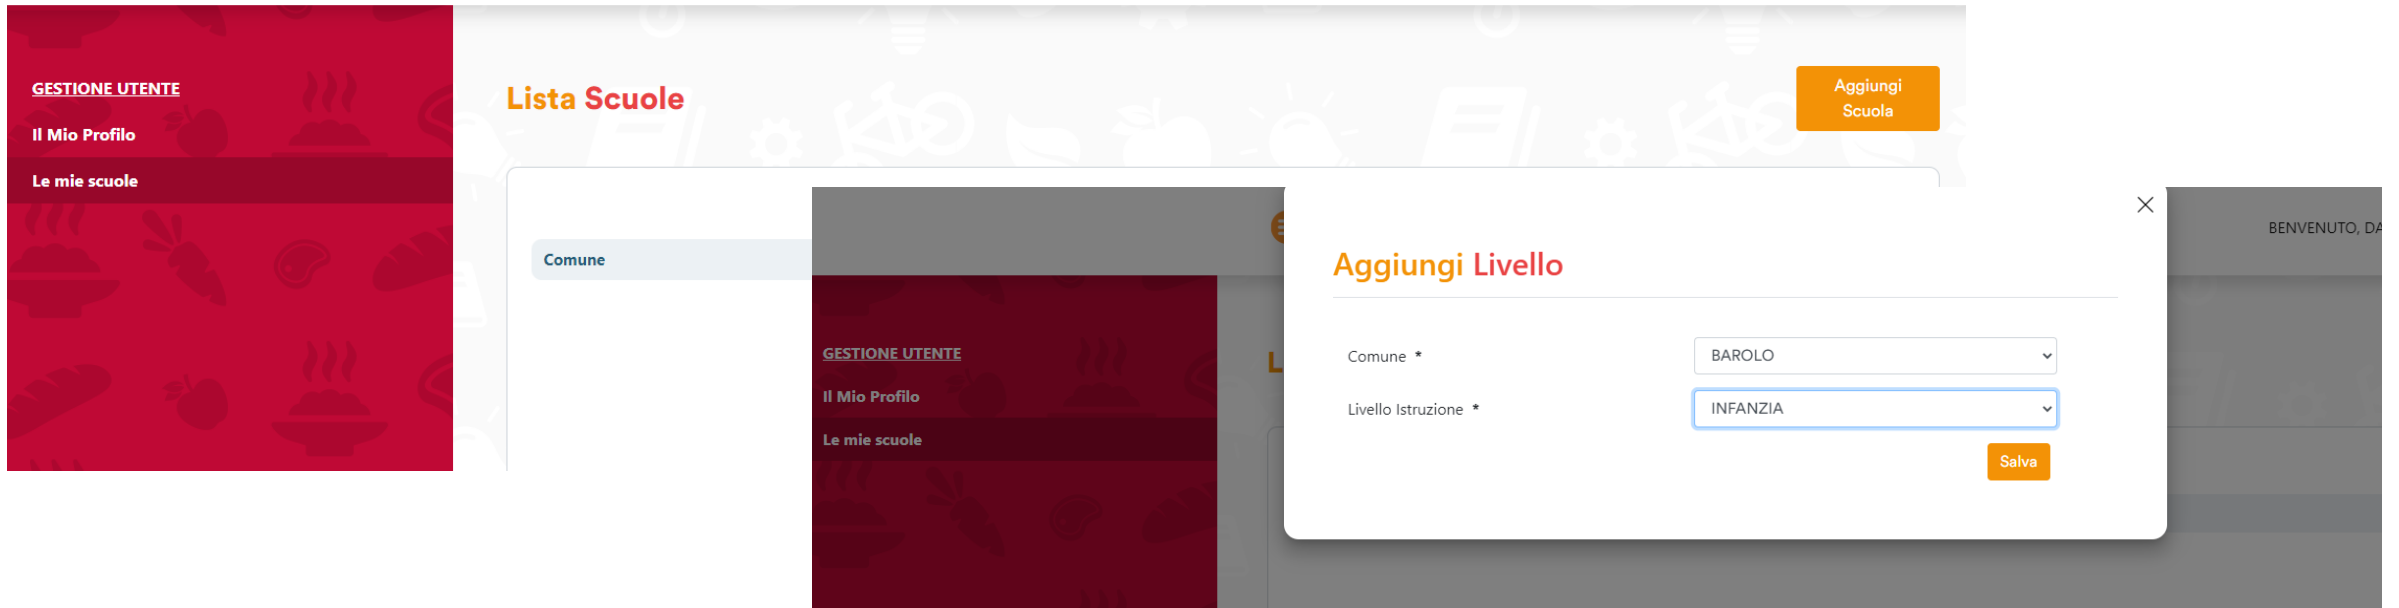 GESTIONE UTENTE
Il Mio Profilo
Le mie scuole
Lista Scuole
Aggiungi
Scuola
Comune
BENVENUTO, DA
GESTIONE UTENTE
Il Mio Profilo
Le mie scuole
L
Aggiungi Livello
Comune *
BAROLO
Livello Istruzione *
INFANZIA
Salva